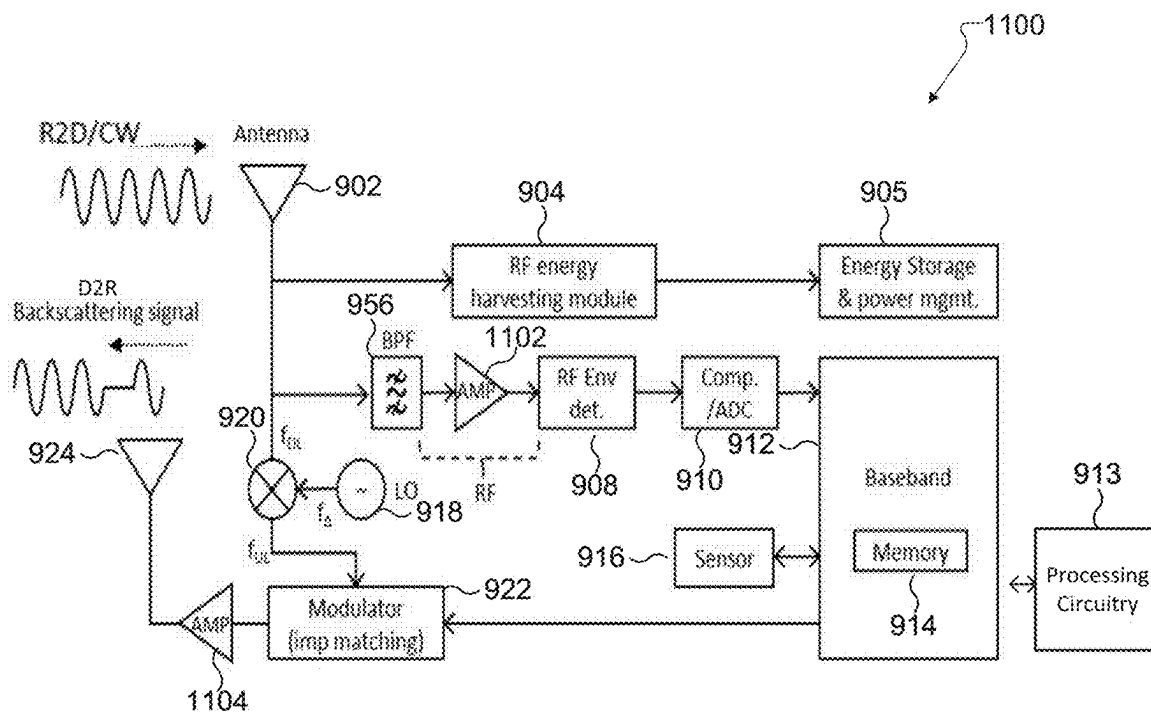 1100
R2D/CW
Antenna
902
904
905
RF energy
harvesting module
Energy Storage
& power mgmt.
D2R
Backscattering signal
956
BPF
1102
AMP
RF Env
det.
Comp.
/ADC
912
908
910
RF
Baseband
920
924
f_DL
~
LO
f_Δ
918
913
916
Sensor
Memory
914
Processing
Circuitry
f_UL
922
Modulator
(imp matching)
AMP
1104